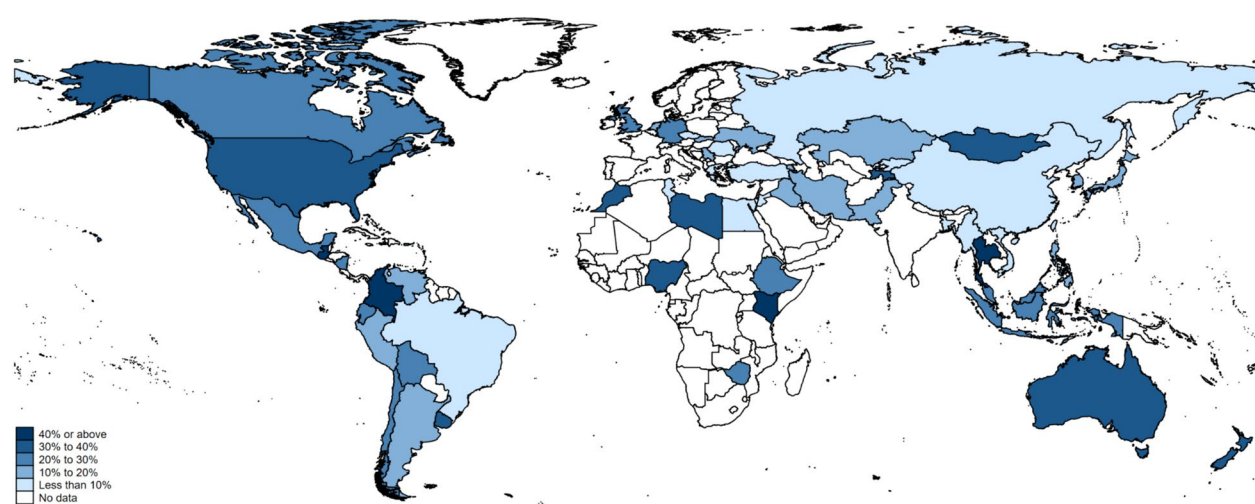 40% or above
30% to 40%
20% to 30%
10% to 20%
Less than 10%
No data